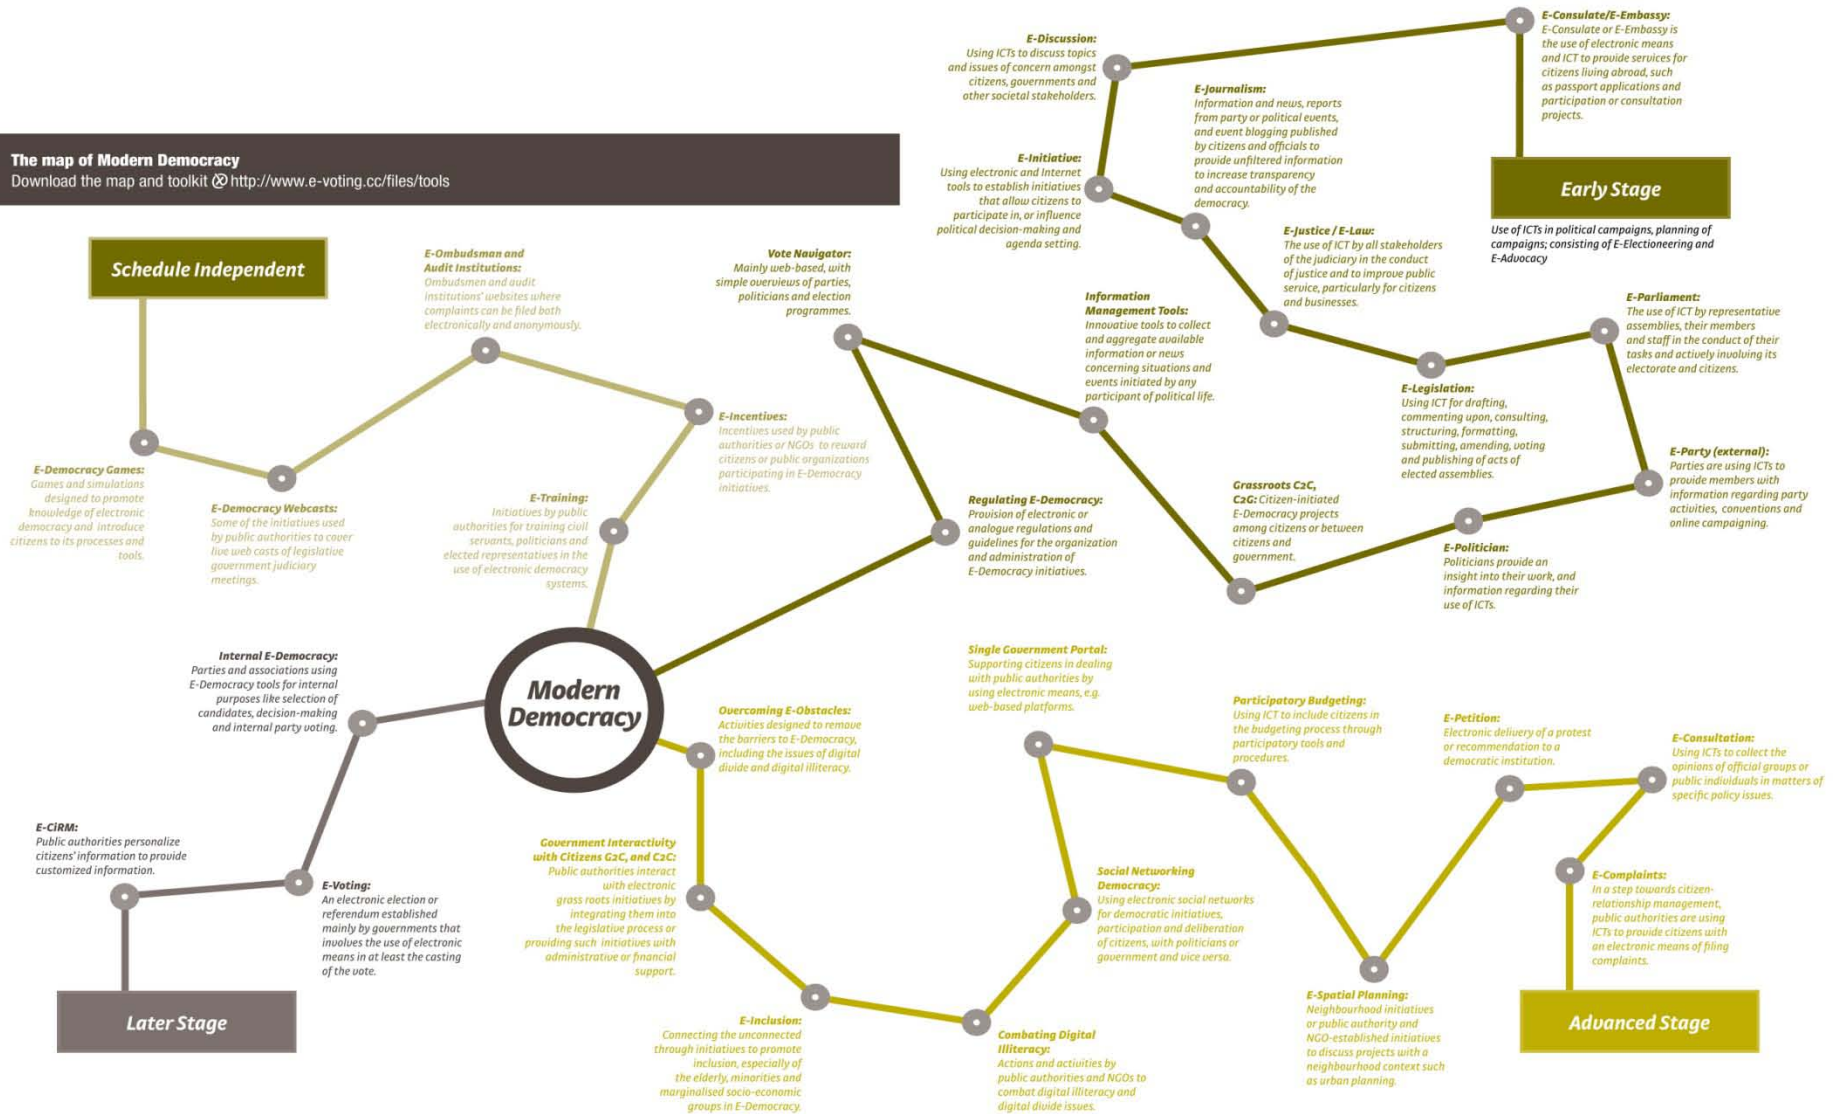 The map of Modern Democracy
Download the map and toolkit http://www.e-voting.cc/files/tools
E-Consulate/E-Embassy:
E-Consulate or E-Embassy is
the use of electronic means
and ICT to provide services for
citizens living abroad, such
as passport applications and
participation or consultation
projects.
Early Stage
Use of ICTs in political campaigns, planning of
campaigns; consisting of E-Electioneering and
E-Advocacy
E-Discussion:
Using ICTs to discuss topics
and issues of concern amongst
citizens, governments and
other societal stakeholders.
E-Initiative:
Using electronic and Internet
tools to establish initiatives
that allow citizens to
participate in, or influence
political decision-making and
agenda setting.
E-Journalism:
Information and news, reports
from party or political events,
and event blogging published
by citizens and officials to
provide unfiltered information
to increase transparency
and accountability of the
democracy.
E-Justice / E-Law:
The use of ICT by all stakeholders
of the judiciary in the conduct
of justice and to improve public
service, particularly for citizens
and businesses.
E-Legislation:
Using ICT for drafting,
commenting upon, consulting,
structuring, formatting,
submitting, amending, voting
and publishing of acts of
elected assemblies.
E-Parliament:
The use of ICT by representative
assemblies, their members
and staff in the conduct of their
tasks and actively involving its
electorate and citizens.
E-Party (external):
Parties are using ICTs to
provide members with
information regarding party
activities, conventions and
online campaigning.
E-Politician:
Politicians provide an
insight into their work, and
information regarding their
use of ICTs.
Grassroots C2C,
C2G: Citizen-initiated
E-Democracy projects
among citizens or between
citizens and
government.
Information
Management Tools:
Innovative tools to collect
and aggregate available
information or news
concerning situations and
events initiated by any
participant of political life.
Vote Navigator:
Mainly web-based, with
simple overviews of parties,
politicians and election
programmes.
Regulating E-Democracy:
Provision of electronic or
analogue regulations and
guidelines for the organization
and administration of
E-Democracy initiatives.
Schedule Independent
E-Democracy Games:
Games and simulations
designed to promote
knowledge of electronic
democracy and introduce
citizens to its processes and
tools.
E-Democracy Webcasts:
Some of the initiatives used
by public authorities to cover
live web casts of legislative
government judiciary
meetings.
E-Ombudsman and
Audit Institutions:
Ombudsmen and audit
institutions' websites where
complaints can be filed both
electronically and anonymously.
E-Incentives:
Incentives used by public
authorities or NGOs to reward
citizens or public organizations
participating in E-Democracy
initiatives.
E-Training:
Initiatives by public
authorities for training civil
servants, politicians and
elected representatives in the
use of electronic democracy
systems.
Modern
Democracy
Internal E-Democracy:
Parties and associations using
E-Democracy tools for internal
purposes like selection of
candidates, decision-making
and internal party voting.
E-CiRM:
Public authorities personalize
citizens' information to provide
customized information.
E-Voting:
An electronic election or
referendum established
mainly by governments that
involves the use of electronic
means in at least the casting
of the vote.
Later Stage
Overcoming E-Obstacles:
Activities designed to remove
the barriers to E-Democracy,
including the issues of digital
divide and digital illiteracy.
Government Interactivity
with Citizens G2C, and C2C:
Public authorities interact
with electronic
grass roots initiatives by
integrating them into
the legislative process or
providing such initiatives with
administrative or financial
support.
E-Inclusion:
Connecting the unconnected
through initiatives to promote
inclusion, especially of
the elderly, minorities and
marginalised socio-economic
groups in E-Democracy.
Combating Digital
Illiteracy:
Actions and activities by
public authorities and NGOs to
combat digital illiteracy and
digital divide issues.
Social Networking
Democracy:
Using electronic social networks
for democratic initiatives,
participation and deliberation
of citizens, with politicians or
government and vice versa.
Single Government Portal:
Supporting citizens in dealing
with public authorities by
using electronic means, e.g.
web-based platforms.
Participatory Budgeting:
Using ICT to include citizens in
the budgeting process through
participatory tools and
procedures.
E-Spatial Planning:
Neighbourhood initiatives
or public authority and
NGO-established initiatives
to discuss projects with a
neighbourhood context such
as urban planning.
E-Petition:
Electronic delivery of a protest
or recommendation to a
democratic institution.
E-Consultation:
Using ICTs to collect the
opinions of official groups or
public individuals in matters of
specific policy issues.
E-Complaints:
In a step towards citizen-
relationship management,
public authorities are using
ICTs to provide citizens with
an electronic means of filing
complaints.
Advanced Stage